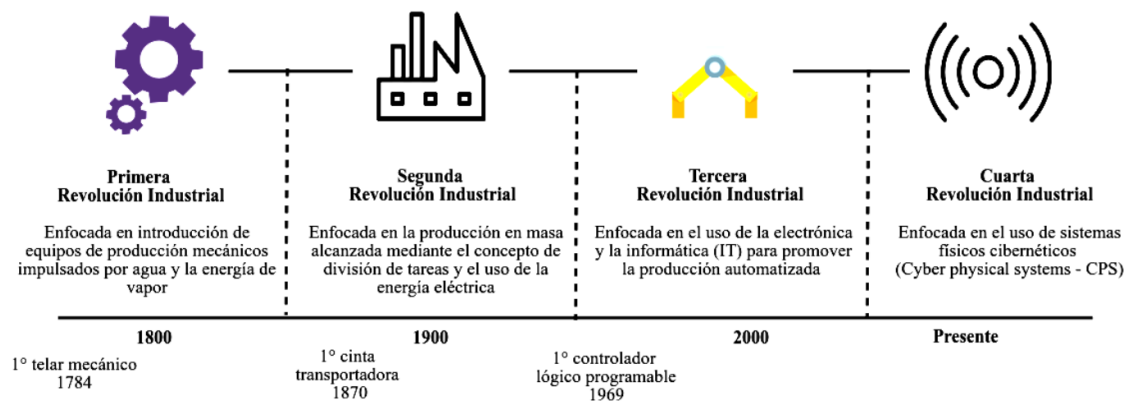 Primera
Revolución Industrial
Enfocada en introducción de
equipos de producción mecánicos
impulsados por agua y la energía de
vapor
Segunda
Revolución Industrial
Enfocada en la producción en masa
alcanzada mediante el concepto de
división de tareas y el uso de la
energía eléctrica
Tercera
Revolución Industrial
Enfocada en el uso de la electrónica
y la informática (IT) para promover
la producción automatizada
Cuarta
Revolución Industrial
Enfocada en el uso de sistemas
físicos cibernéticos
(Cyber physical systems - CPS)
1800
1900
2000
Presente
1° telar mecánico
1784
1° cinta
transportadora
1870
1° controlador
lógico programable
1969